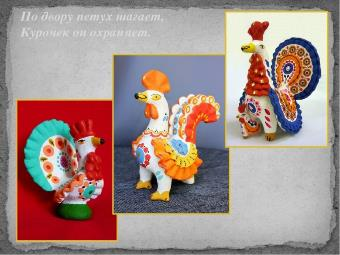 По двору петух шагает,
Курочек он охраняет.